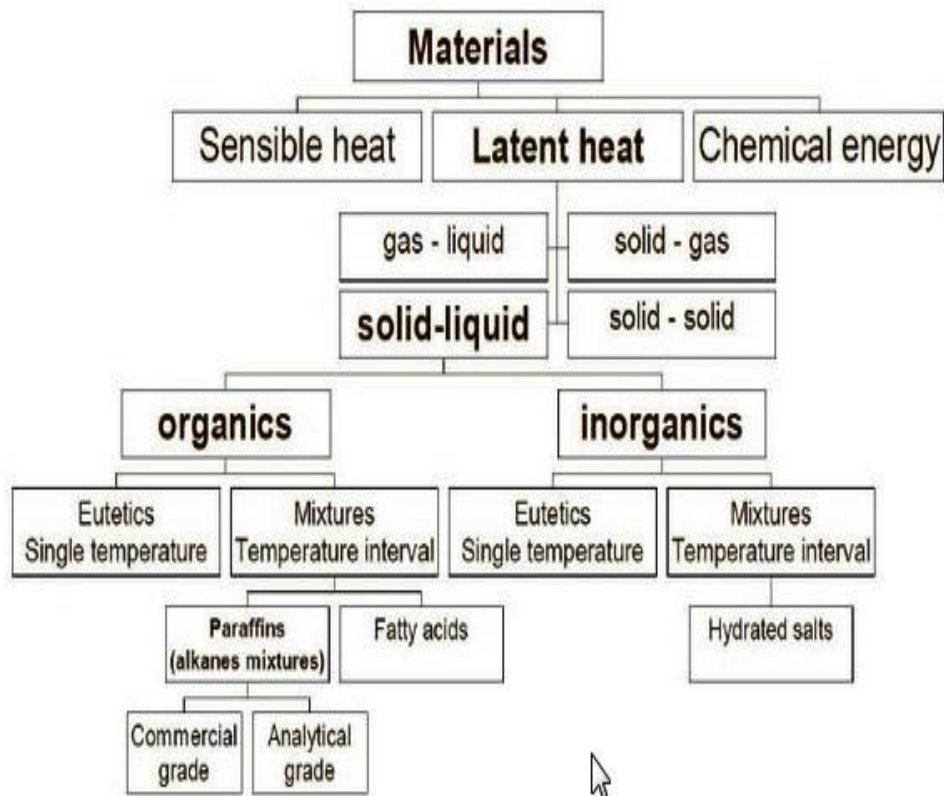 Materials
Sensible heat
Latent heat
Chemical energy
gas - liquid
solid - gas
solid-liquid
solid - solid
organics
inorganics
Eutetics
Single temperature
Mixtures
Temperature interval
Eutetics
Single temperature
Mixtures
Temperature interval
Paraffins
(alkanes mixtures)
Fatty acids
Hydrated salts
Commercial
grade
Analytical
grade